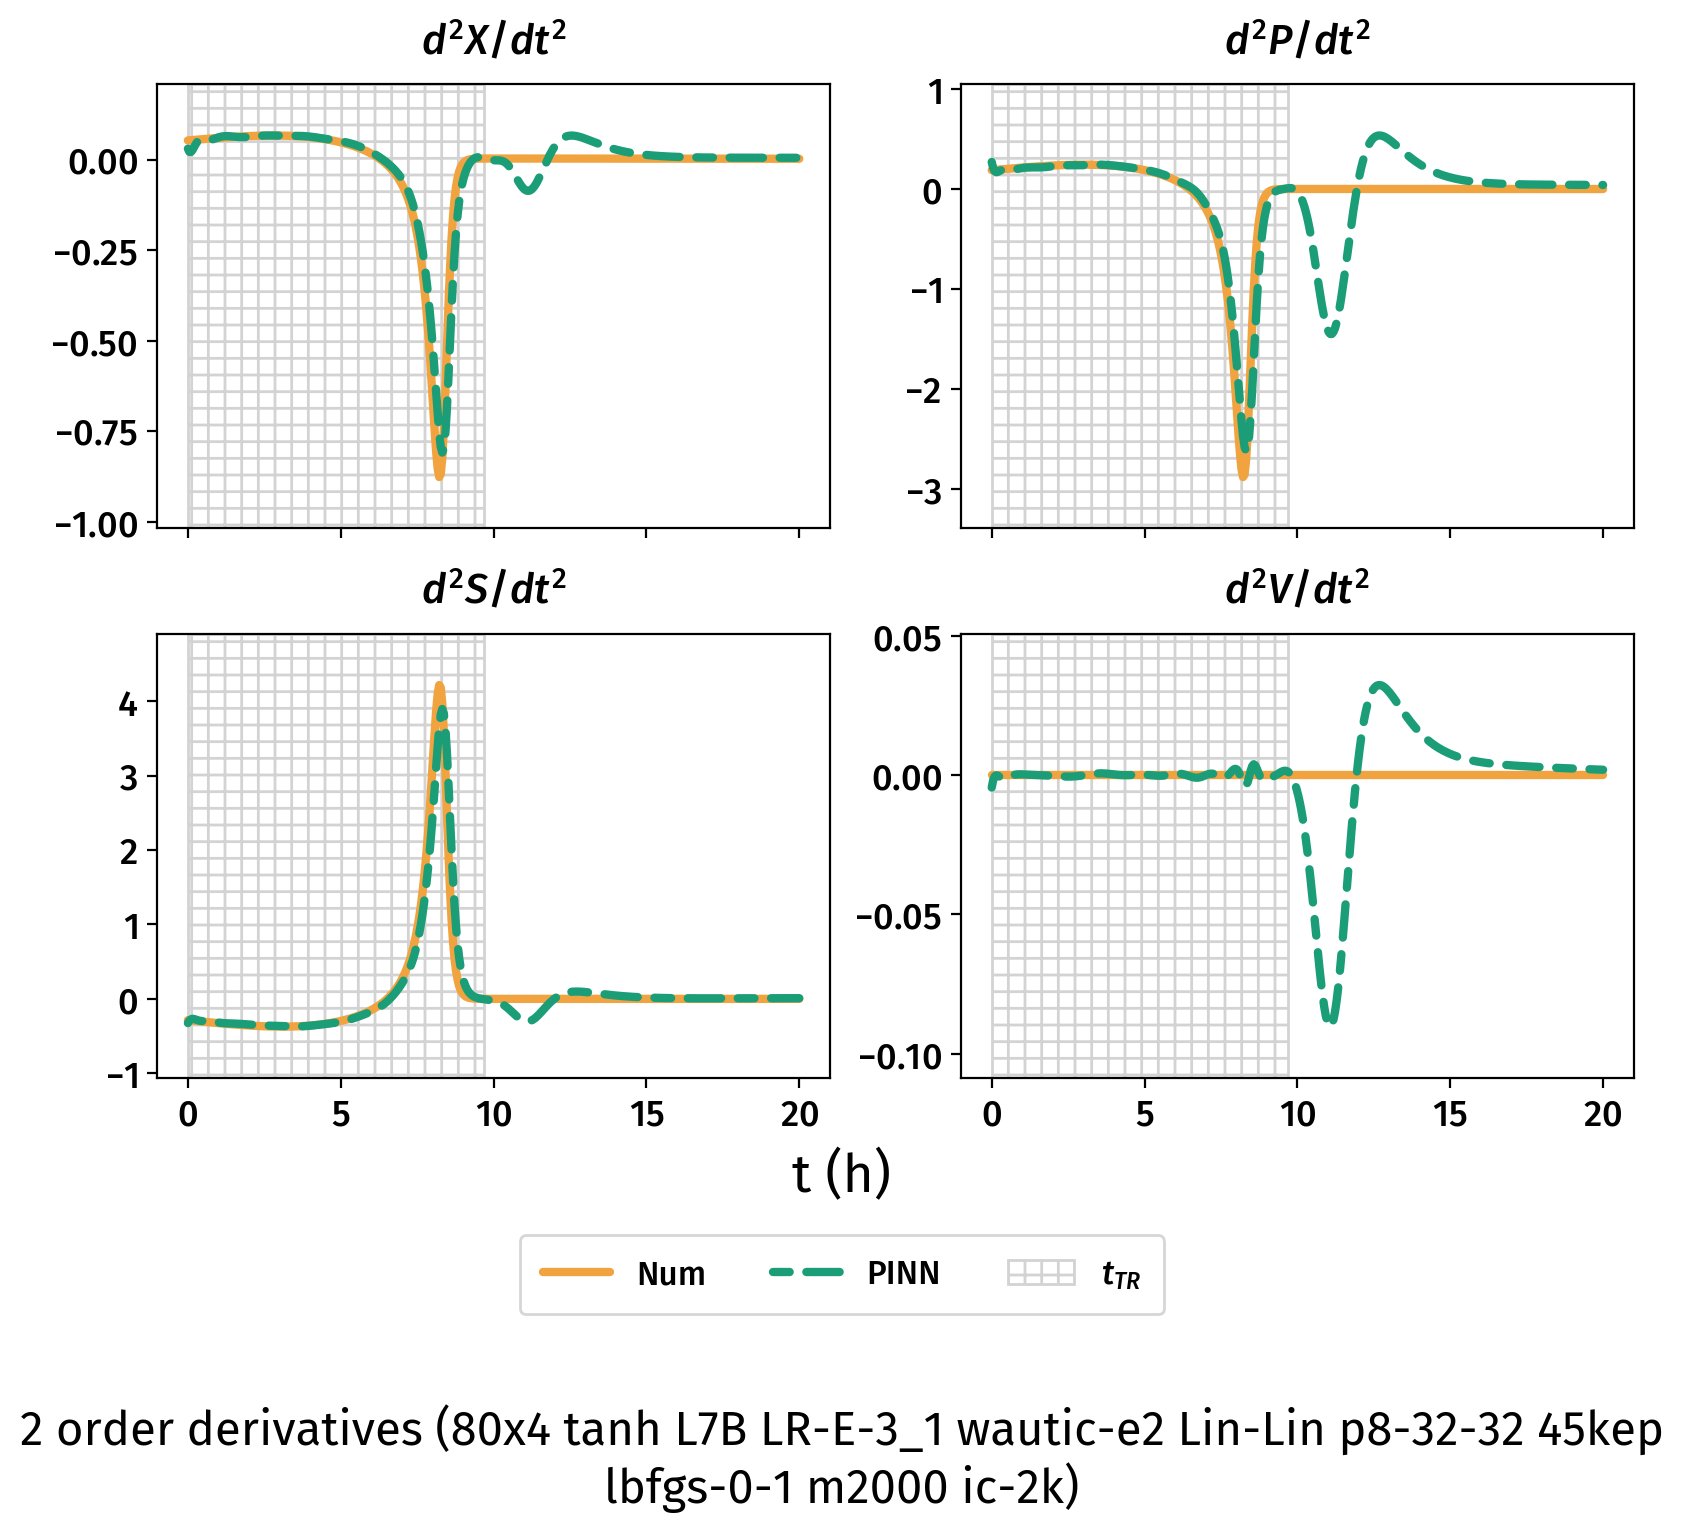 d²X/dt²
d²P/dt²
0.00
−0.25
−0.50
−0.75
−1.00
1
0
−1
−2
−3
d²S/dt²
d²V/dt²
4
3
2
1
0
−1
0.05
0.00
−0.05
−0.10
0 5 10 15 20
0 5 10 15 20
t (h)
Num PINN t_TR
2 order derivatives (80x4 tanh L7B LR-E-3_1 wautic-e2 Lin-Lin p8-32-32 45kep
lbfgs-0-1 m2000 ic-2k)